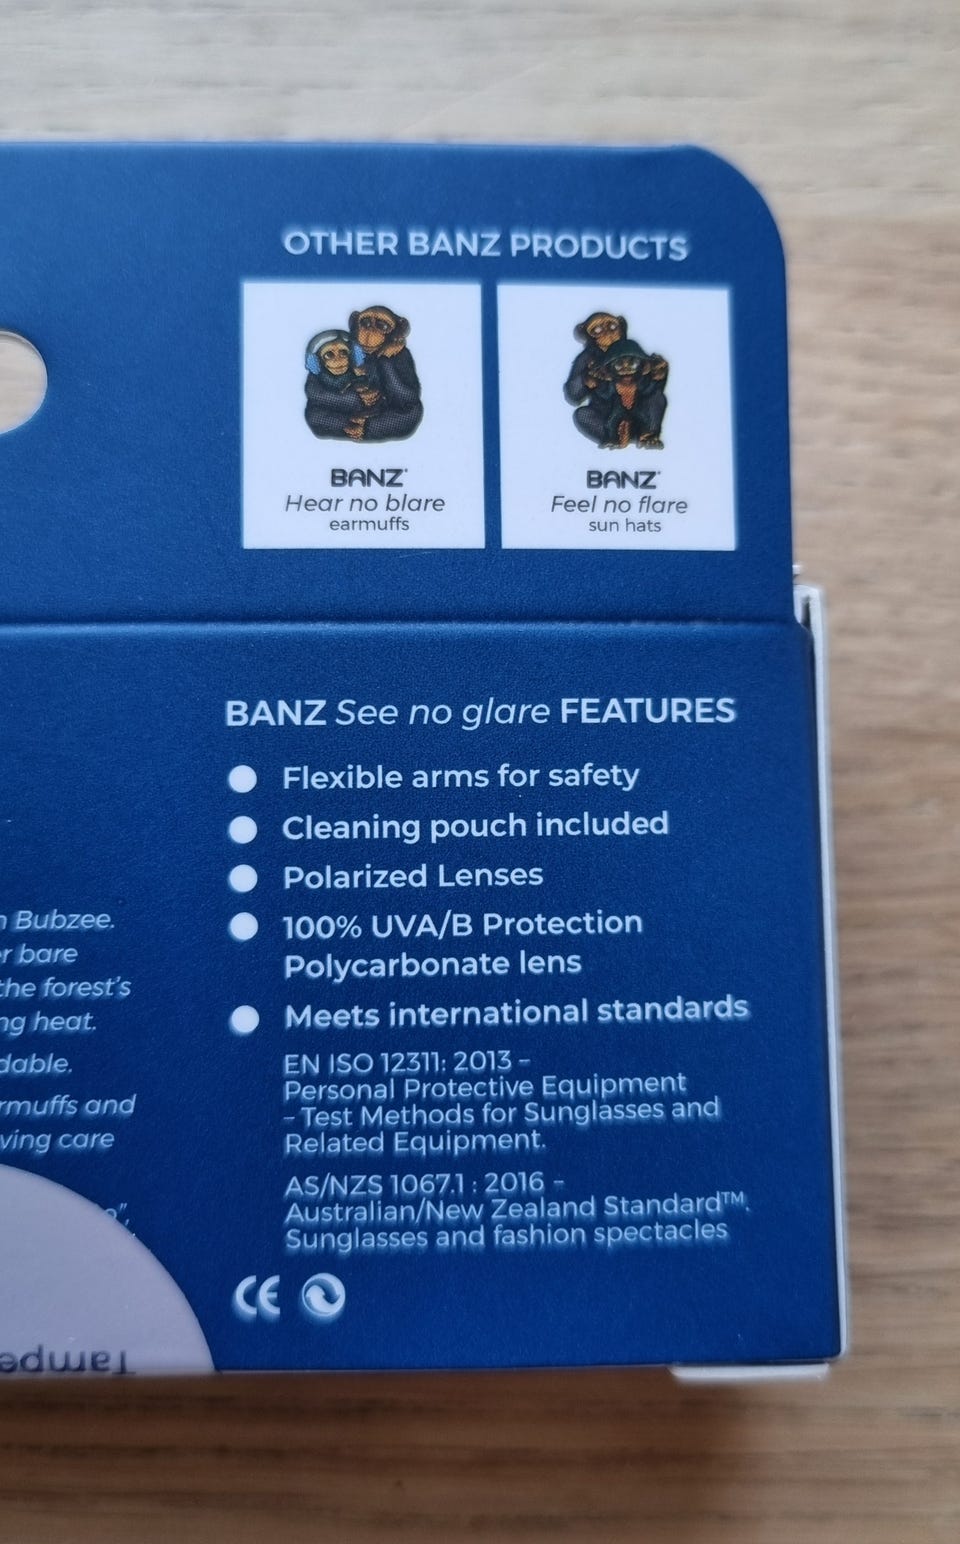 OTHER BANZ PRODUCTS
BANZ
Hear no blare
earmuffs
BANZ
Feel no flare
sun hats
BANZ See no glare FEATURES
Flexible arms for safety
Cleaning pouch included
Polarized Lenses
100% UVA/B Protection
Polycarbonate lens
Meets international standards
EN ISO 12311: 2013 –
Personal Protective Equipment
– Test Methods for Sunglasses and
Related Equipment.
AS/NZS 1067.1 : 2016 –
Australian/New Zealand Standard™.
Sunglasses and fashion spectacles
CE
Bubzee.
bare
the forest's
heat.
and
care